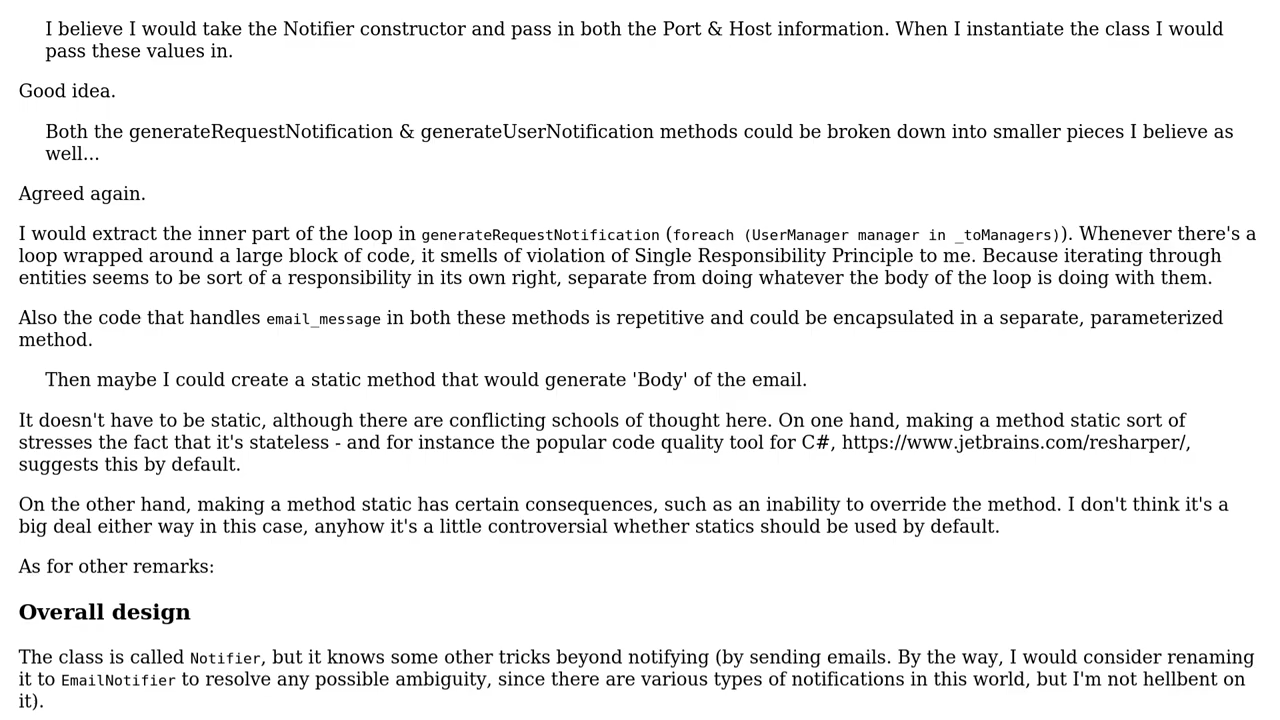 I believe I would take the Notifier constructor and pass in both the Port & Host information. When I instantiate the class I would
pass these values in.
Good idea.
Both the generateRequestNotification & generateUserNotification methods could be broken down into smaller pieces I believe as
well...
Agreed again.
I would extract the inner part of the loop in generateRequestNotification (foreach (UserManager manager in _toManagers)). Whenever there's a
loop wrapped around a large block of code, it smells of violation of Single Responsibility Principle to me. Because iterating through
entities seems to be sort of a responsibility in its own right, separate from doing whatever the body of the loop is doing with them.
Also the code that handles email_message in both these methods is repetitive and could be encapsulated in a separate, parameterized
method.
Then maybe I could create a static method that would generate 'Body' of the email.
It doesn't have to be static, although there are conflicting schools of thought here. On one hand, making a method static sort of
stresses the fact that it's stateless - and for instance the popular code quality tool for C#, https://www.jetbrains.com/resharper/,
suggests this by default.
On the other hand, making a method static has certain consequences, such as an inability to override the method. I don't think it's a
big deal either way in this case, anyhow it's a little controversial whether statics should be used by default.
As for other remarks:
Overall design
The class is called Notifier, but it knows some other tricks beyond notifying (by sending emails. By the way, I would consider renaming
it to EmailNotifier to resolve any possible ambiguity, since there are various types of notifications in this world, but I'm not hellbent on
it).